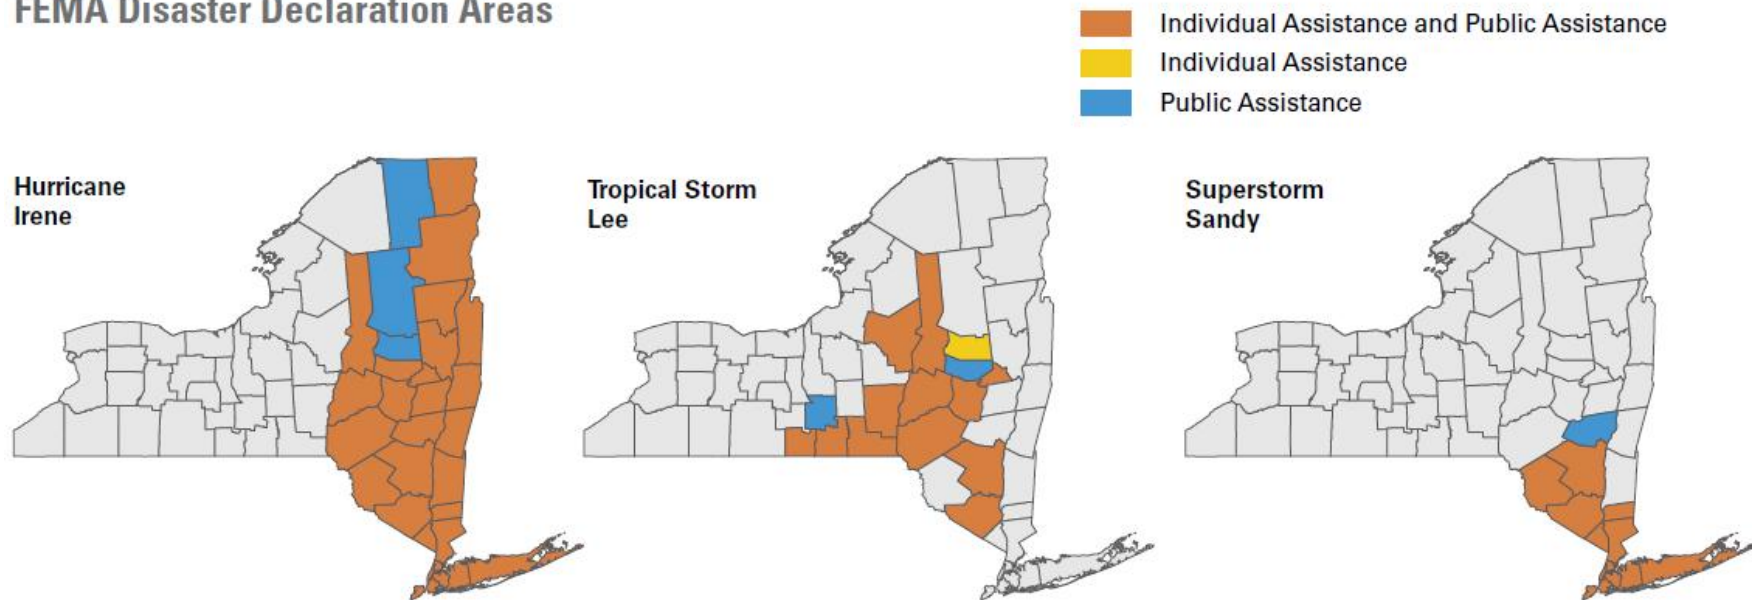 FEMA Disaster Declaration Areas
Individual Assistance and Public Assistance
Individual Assistance
Public Assistance
Hurricane
Irene
Tropical Storm
Lee
Superstorm
Sandy